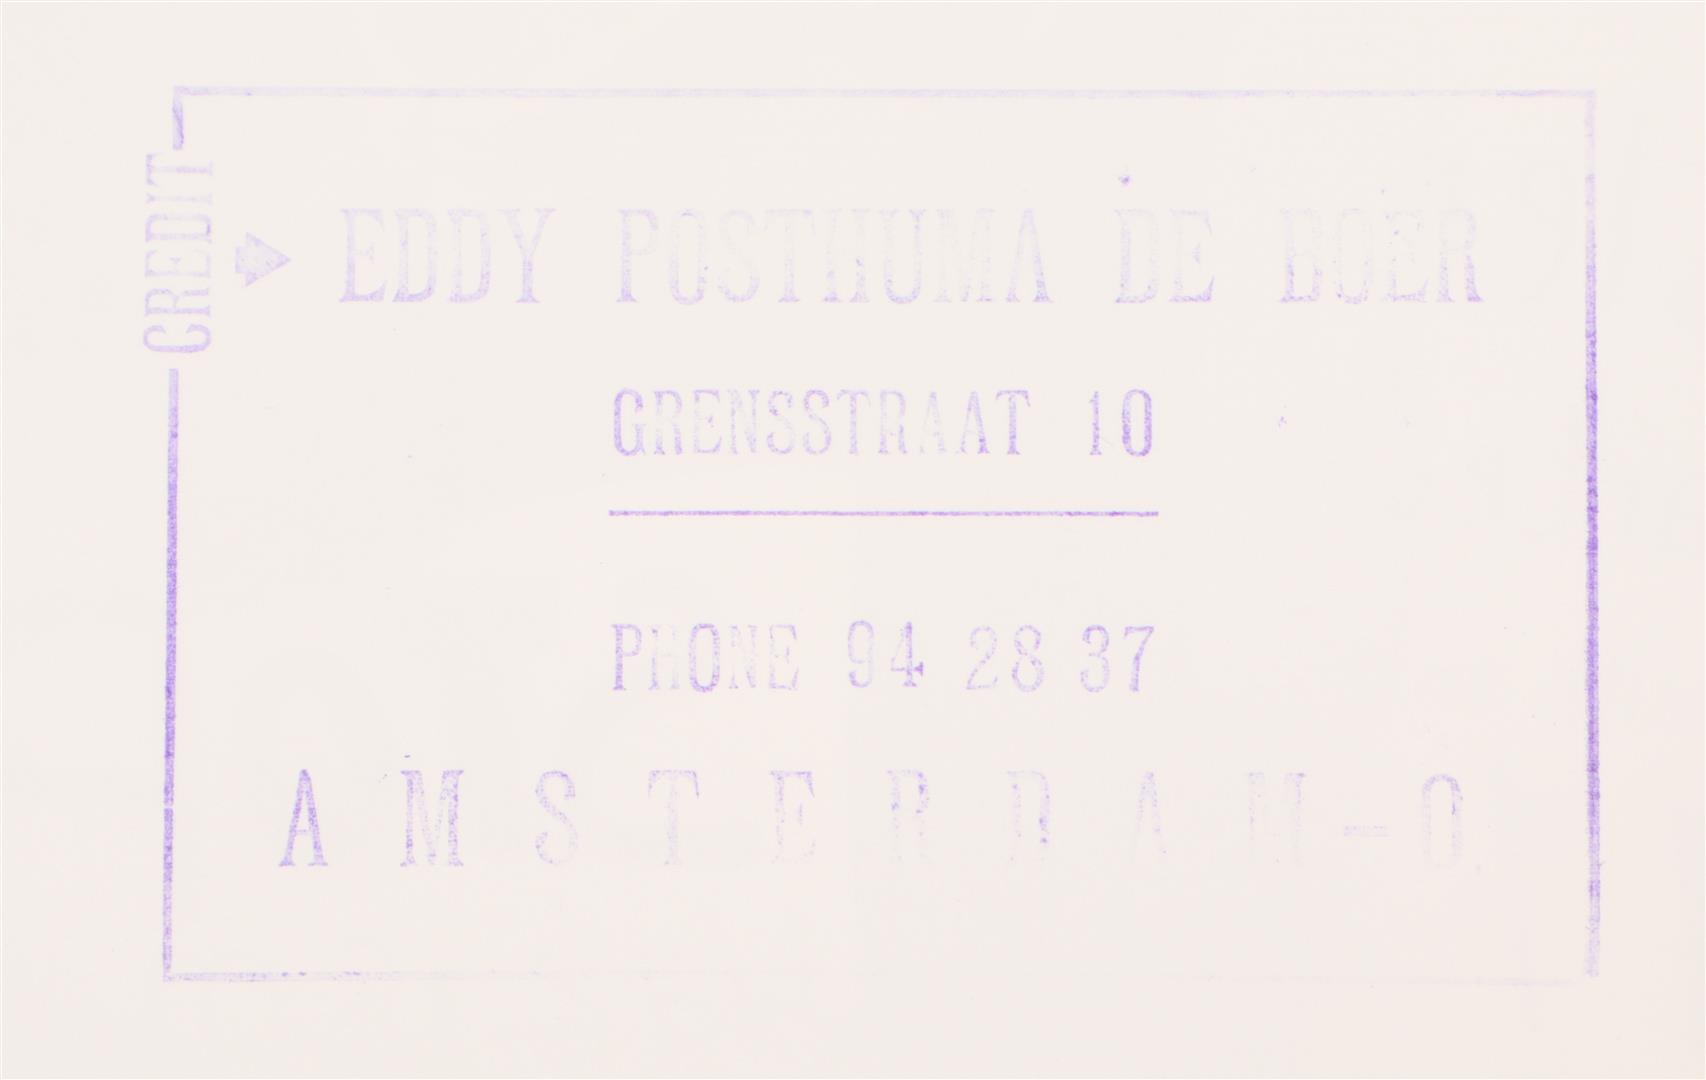 CREDIT
EDDY POSTHUMA DE BOER
GRENSSTRAAT 10
PHONE 94 28 37
AMSTERDAM-O.